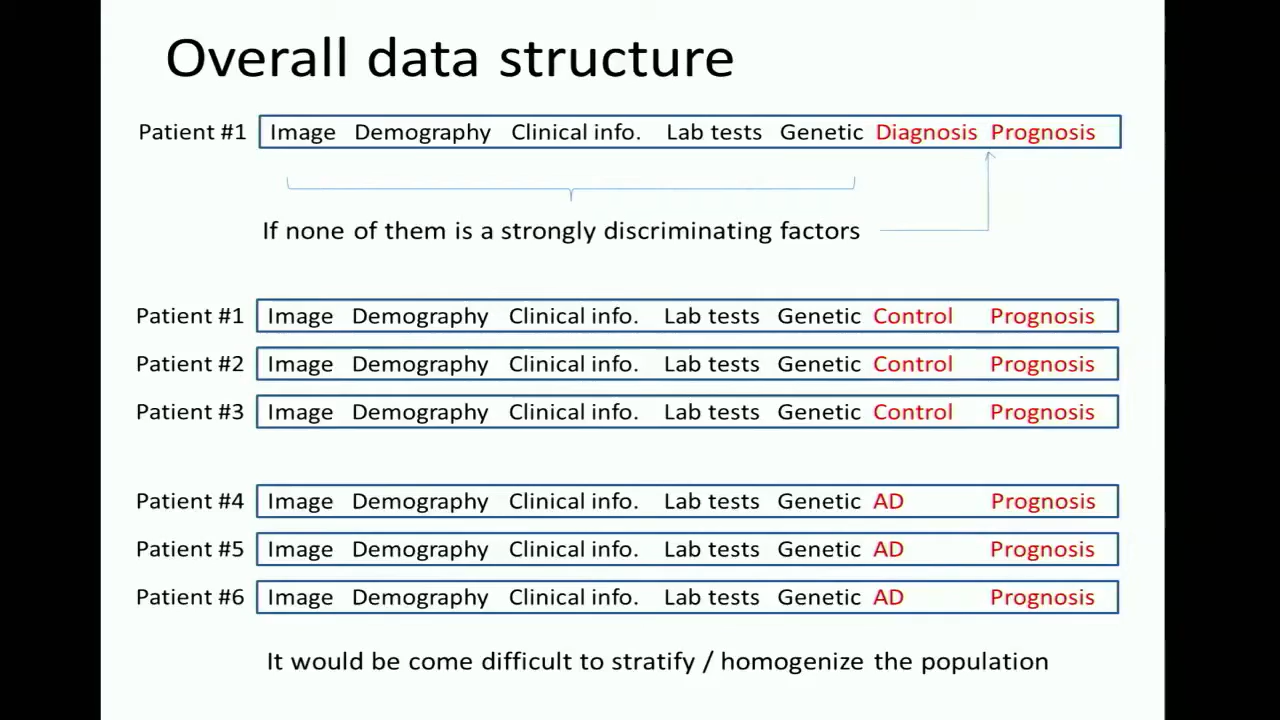 Overall data structure
Patient #1 Image Demography Clinical info. Lab tests Genetic Diagnosis Prognosis
If none of them is a strongly discriminating factors
Patient #1 Image Demography Clinical info. Lab tests Genetic Control Prognosis
Patient #2 Image Demography Clinical info. Lab tests Genetic Control Prognosis
Patient #3 Image Demography Clinical info. Lab tests Genetic Control Prognosis
Patient #4 Image Demography Clinical info. Lab tests Genetic AD Prognosis
Patient #5 Image Demography Clinical info. Lab tests Genetic AD Prognosis
Patient #6 Image Demography Clinical info. Lab tests Genetic AD Prognosis
It would be come difficult to stratify / homogenize the population